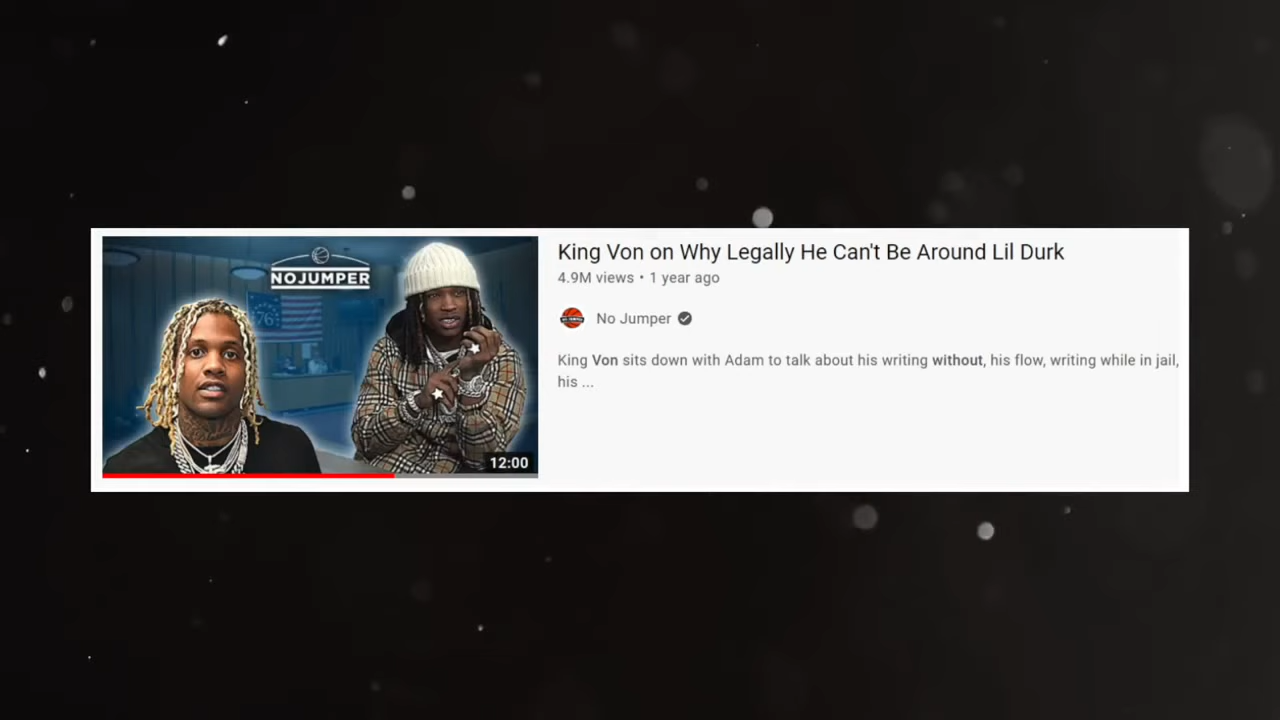 NOJUMPER
76
12:00
King Von on Why Legally He Can't Be Around Lil Durk
4.9M views • 1 year ago
No Jumper
King Von sits down with Adam to talk about his writing without, his flow, writing while in jail,
his ...